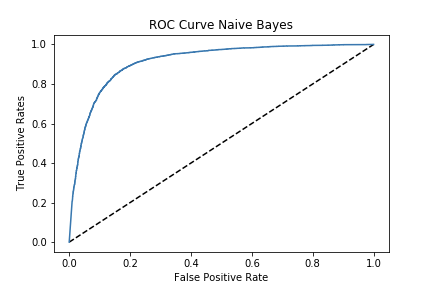 ROC Curve Naive Bayes
1.0
0.8
0.6
0.4
0.2
0.0
True Positive Rates
0.0 0.2 0.4 0.6 0.8 1.0
False Positive Rate